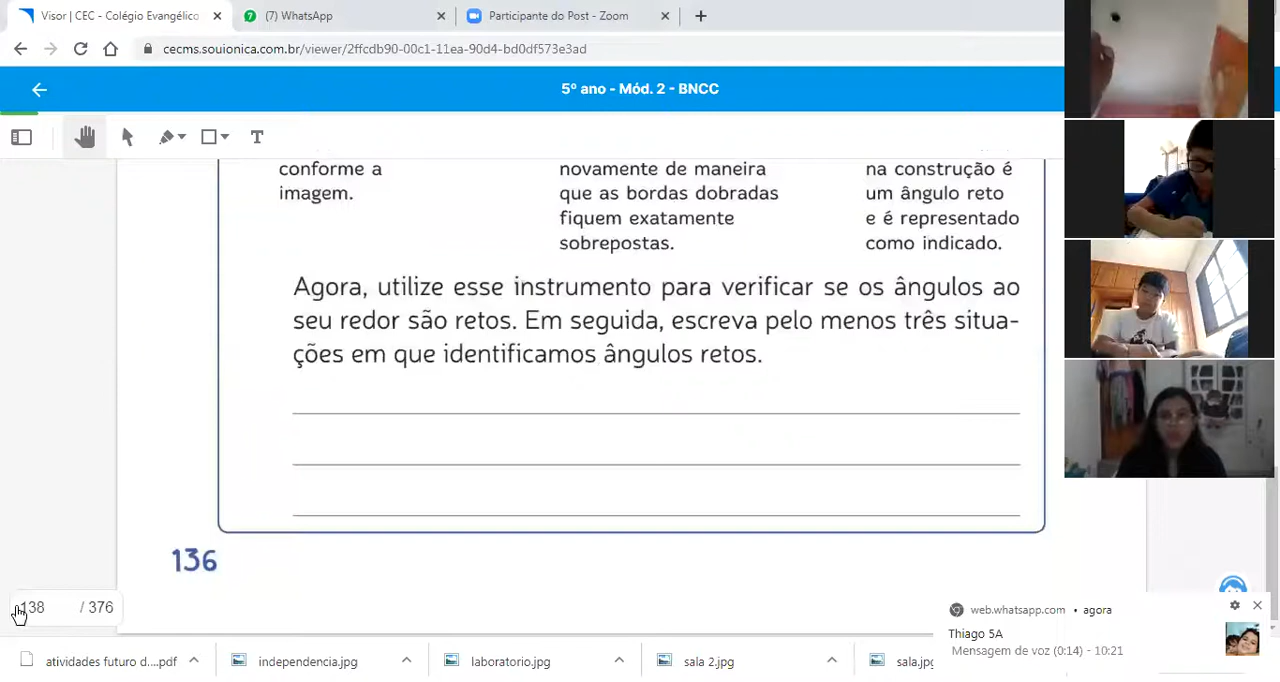 Visor | CEC - Colégio Evangélico
(7) WhatsApp
Participante do Post - Zoom
cecms.souionica.com.br/viewer/2ffcdb90-00c1-11ea-90d4-bd0df573e3ad
5º ano - Mód. 2 - BNCC
T
conforme a
imagem.
novamente de maneira
que as bordas dobradas
fiquem exatamente
sobrepostas.
na construção é
um ângulo reto
e é representado
como indicado.
Agora, utilize esse instrumento para verificar se os ângulos ao
seu redor são retos. Em seguida, escreva pelo menos três situa-
ções em que identificamos ângulos retos.
136
138 / 376
web.whatsapp.com • agora
Thiago 5A
Mensagem de voz (0:14) - 10:21
atividades futuro d....pdf
independencia.jpg
laboratorio.jpg
sala 2.jpg
sala.jpg